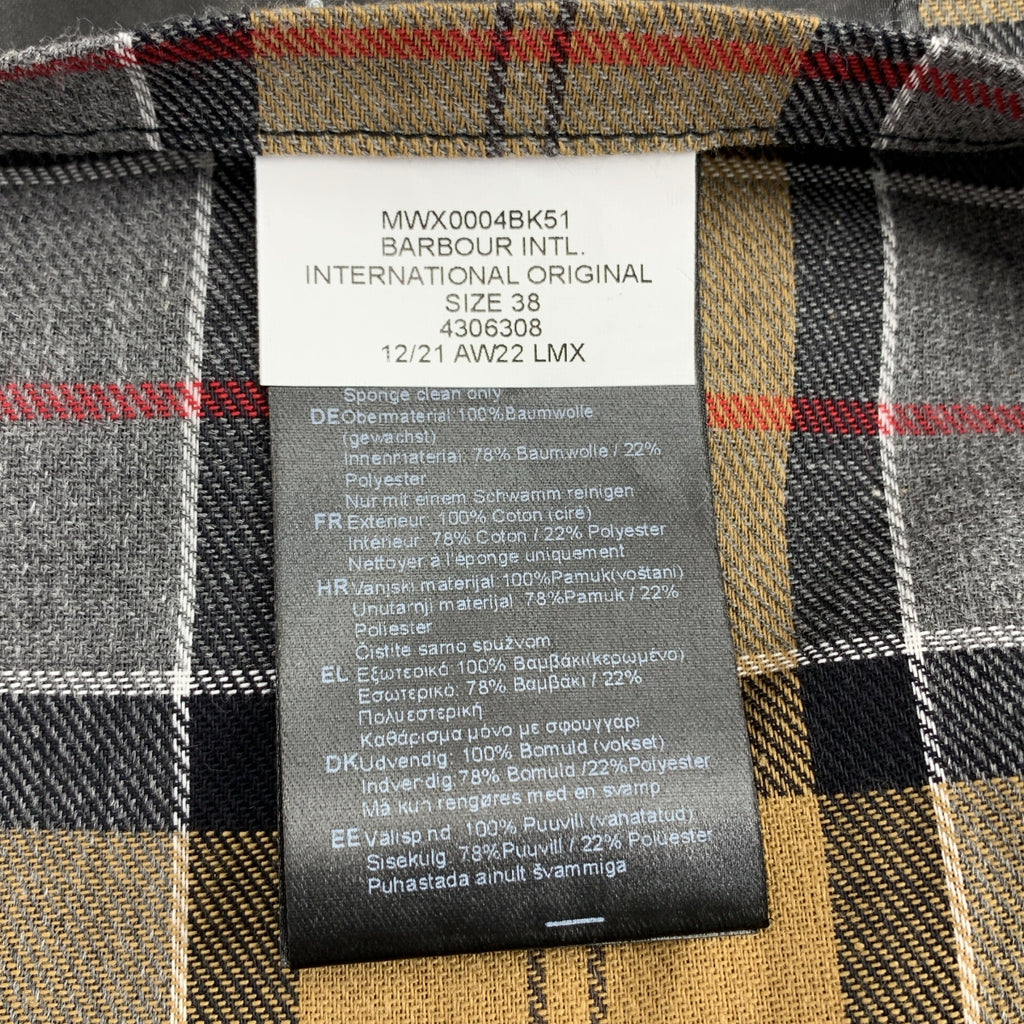 MWX0004BK51
BARBOUR INTL.
INTERNATIONAL ORIGINAL
SIZE 38
4306308
12/21 AW22 LMX
Sponge clean only
DE Obermaterial 100%Baumwolle
(gewachst)
Innenmaterial: 78% Baumwolle / 22%
Polyester
Nur mit einem Schwamm reinigen
FR Exterieur: 100% Coton (ciré)
Intérieur: 78% Coton / 22% Polyester
Nettoyer à l'éponge uniquement
HR Vanjski materijal 100%Pamuk(voštani)
Unutarnji materijal 78%Pamuk / 22%
Poliester
Čistite samo spužvom
EL Εξωτερικό 100% Βαμβάκι(κερωμένο)
Εσωτερικό: 78% Βαμβάκι / 22%
Πολυεστερική
Καθάρισμα μόνο με σφουγγάρι
DK Udvendig: 100% Bomuld (vokset)
Indvendig: 78% Bomuld /22%Polyester
Må kun rengøres med en svamp
EE Välisp nd. 100% Puuvill (vahatatud)
Sisekülg: 78%Puuvill / 22% Polüester
Puhastada ainult švammiga